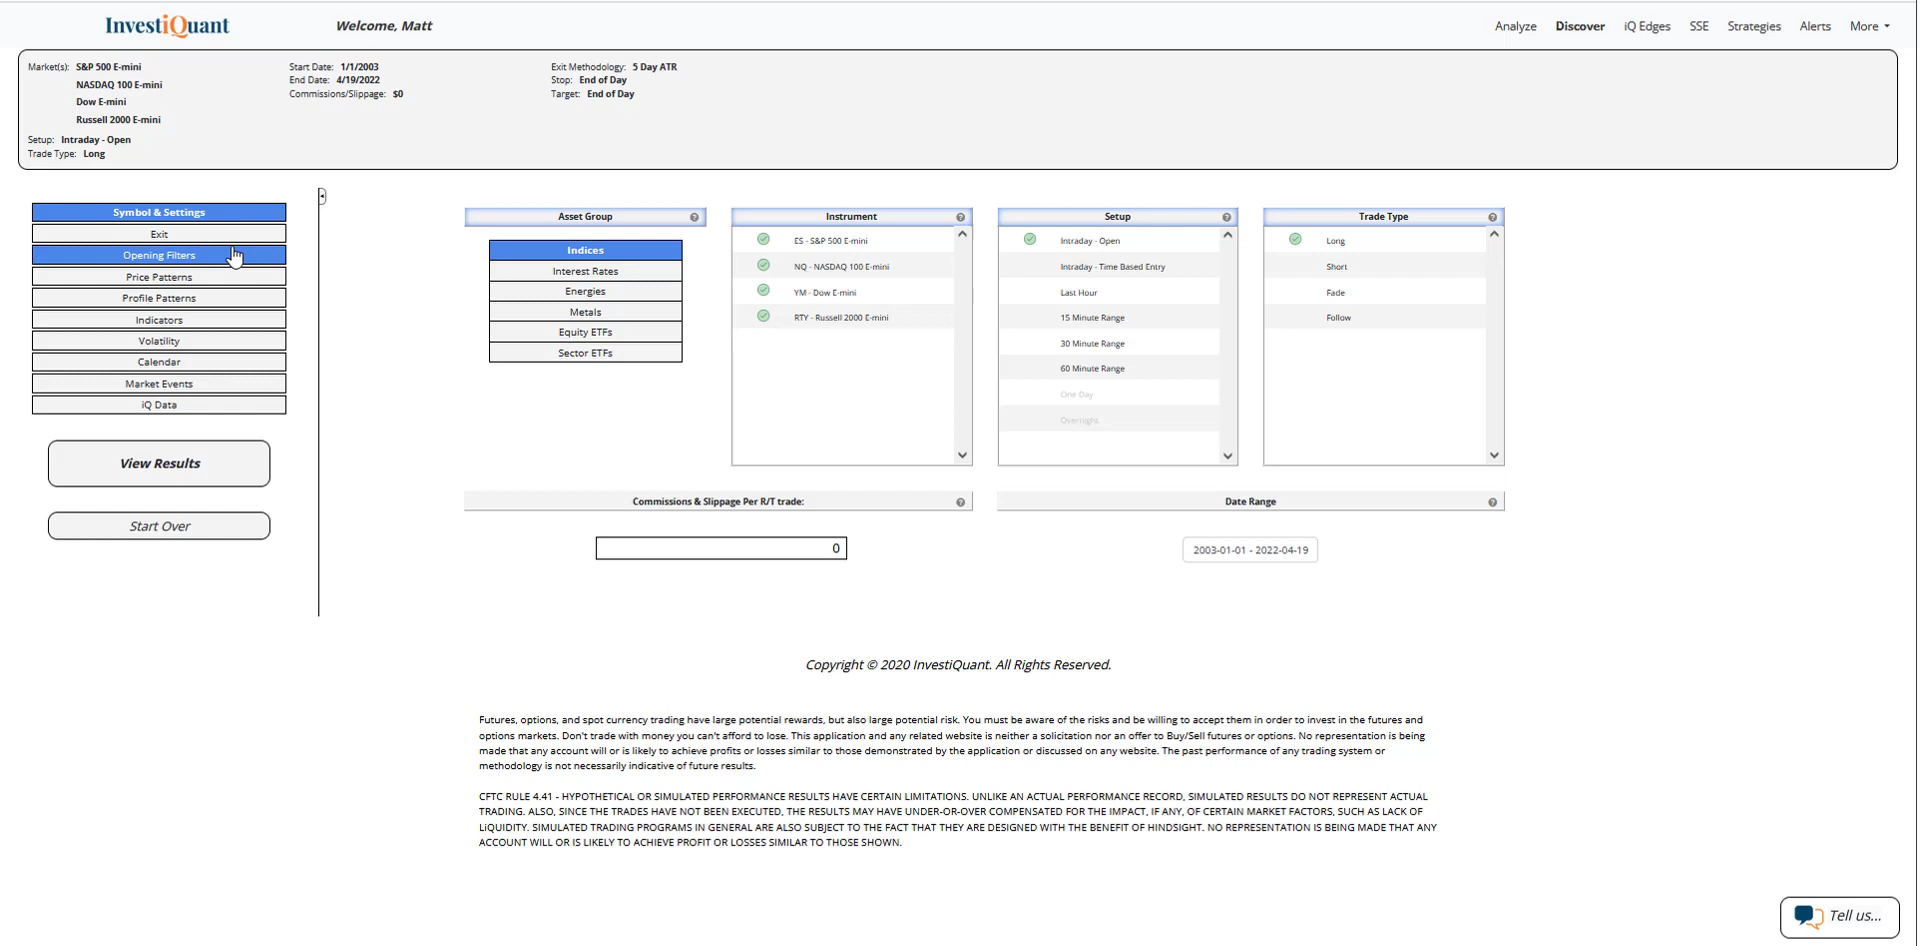 InvestiQuant
Welcome, Matt
Analyze Discover iQ Edges SSE Strategies Alerts More
Market(s): S&P 500 E-mini
NASDAQ 100 E-mini
Dow E-mini
Russell 2000 E-mini
Setup: Intraday - Open
Trade Type: Long
Start Date: 1/1/2003
End Date: 4/19/2022
Commissions/Slippage: $0
Exit Methodology: 5 Day ATR
Stop: End of Day
Target: End of Day
Symbol & Settings
Exit
Opening Filters
Price Patterns
Profile Patterns
Indicators
Volatility
Calendar
Market Events
iQ Data
View Results
Start Over
Asset Group
Indices
Interest Rates
Energies
Metals
Equity ETFs
Sector ETFs
Instrument
ES - S&P 500 E-mini
NQ - NASDAQ 100 E-mini
YM - Dow E-mini
RTY - Russell 2000 E-mini
Setup
Intraday - Open
Intraday - Time Based Entry
Last Hour
15 Minute Range
30 Minute Range
60 Minute Range
One Day
Overnight
Trade Type
Long
Short
Fade
Follow
Commissions & Slippage Per R/T trade:
0
Date Range
2003-01-01 - 2022-04-19
Copyright © 2020 InvestiQuant. All Rights Reserved.
Futures, options, and spot currency trading have large potential rewards, but also large potential risk. You must be aware of the risks and be willing to accept them in order to invest in the futures and
options markets. Don't trade with money you can't afford to lose. This application and any related website is neither a solicitation nor an offer to Buy/Sell futures or options. No representation is being
made that any account will or is likely to achieve profits or losses similar to those demonstrated by the application or discussed on any website. The past performance of any trading system or
methodology is not necessarily indicative of future results.
CFTC RULE 4.41 - HYPOTHETICAL OR SIMULATED PERFORMANCE RESULTS HAVE CERTAIN LIMITATIONS. UNLIKE AN ACTUAL PERFORMANCE RECORD, SIMULATED RESULTS DO NOT REPRESENT ACTUAL
TRADING. ALSO, SINCE THE TRADES HAVE NOT BEEN EXECUTED, THE RESULTS MAY HAVE UNDER-OR-OVER COMPENSATED FOR THE IMPACT, IF ANY, OF CERTAIN MARKET FACTORS, SUCH AS LACK OF
LIQUIDITY. SIMULATED TRADING PROGRAMS IN GENERAL ARE ALSO SUBJECT TO THE FACT THAT THEY ARE DESIGNED WITH THE BENEFIT OF HINDSIGHT. NO REPRESENTATION IS BEING MADE THAT ANY
ACCOUNT WILL OR IS LIKELY TO ACHIEVE PROFIT OR LOSSES SIMILAR TO THOSE SHOWN.
Tell us...